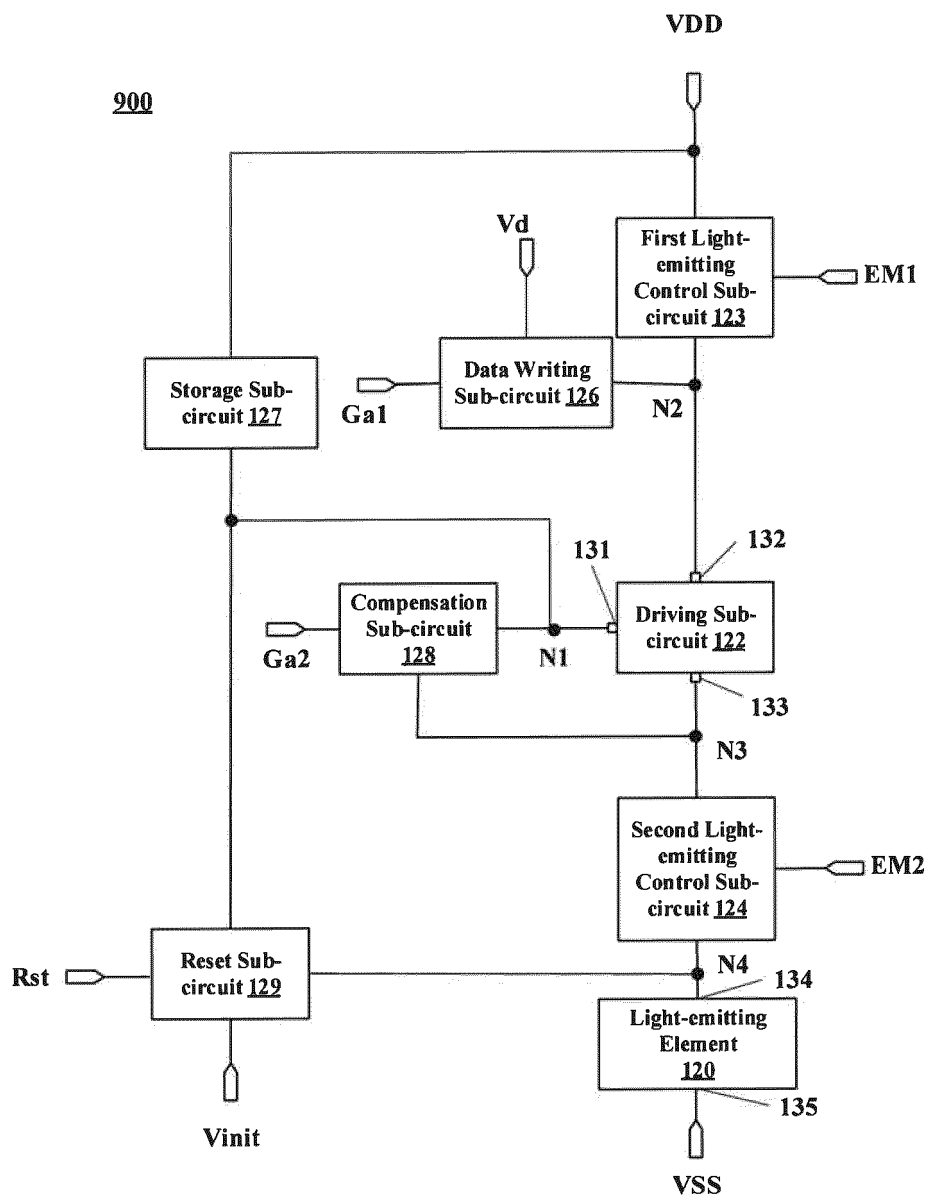 VDD
900
Vd
First Light-
emitting
Control Sub-
circuit 123
EM1
Storage Sub-
circuit 127
Data Writing
Sub-circuit 126
Ga1
N2
131
132
Compensation
Sub-circuit
128
Driving Sub-
circuit 122
Ga2
N1
133
N3
Second Light-
emitting
Control Sub-
circuit 124
EM2
Rst
Reset Sub-
circuit 129
N4
134
Light-emitting
Element
120
135
Vinit
VSS